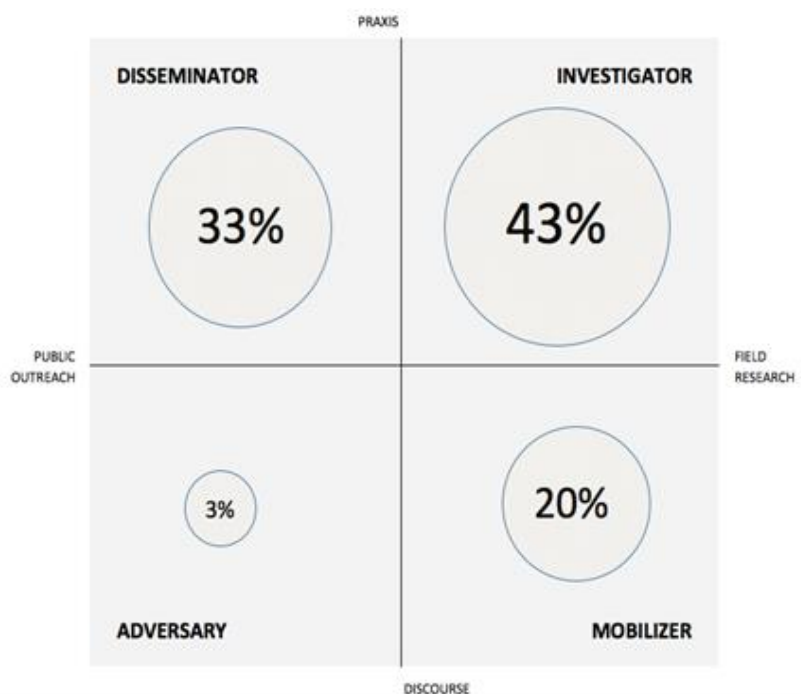 PRAXIS
DISSEMINATOR
INVESTIGATOR
33%
43%
PUBLIC
OUTREACH
FIELD
RESEARCH
3%
20%
ADVERSARY
MOBILIZER
DISCOURSE